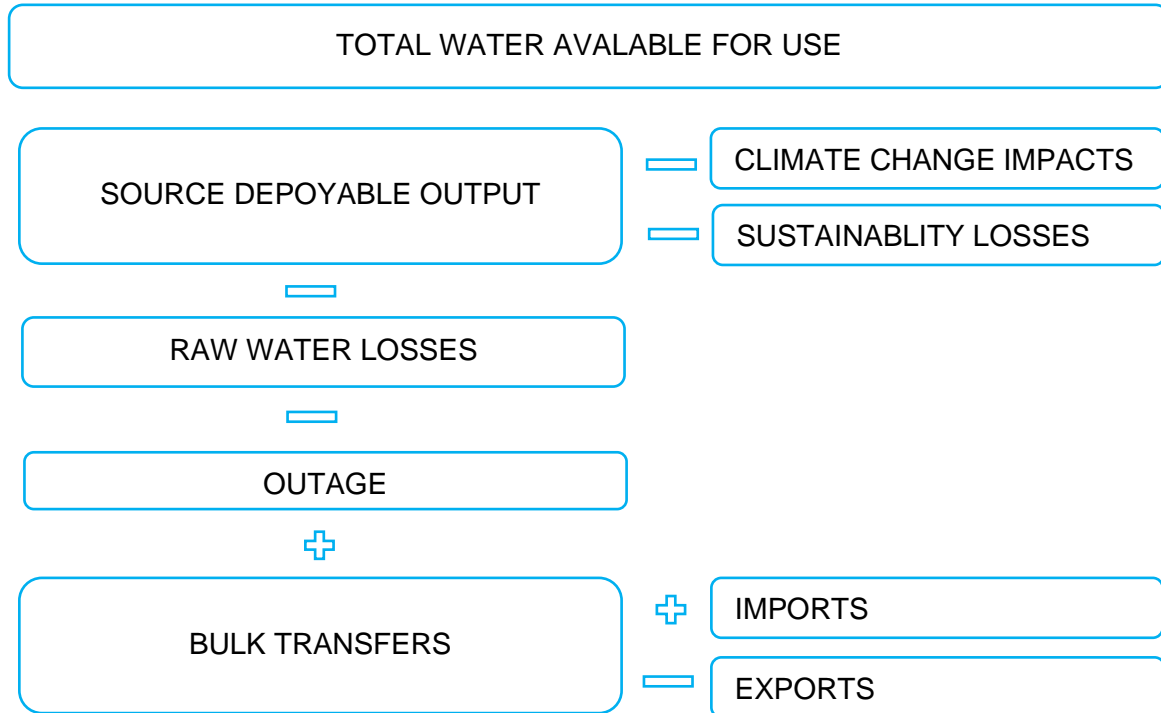 TOTAL WATER AVALABLE FOR USE
SOURCE DEPOYABLE OUTPUT
CLIMATE CHANGE IMPACTS
SUSTAINABLITY LOSSES
RAW WATER LOSSES
OUTAGE
BULK TRANSFERS
IMPORTS
EXPORTS